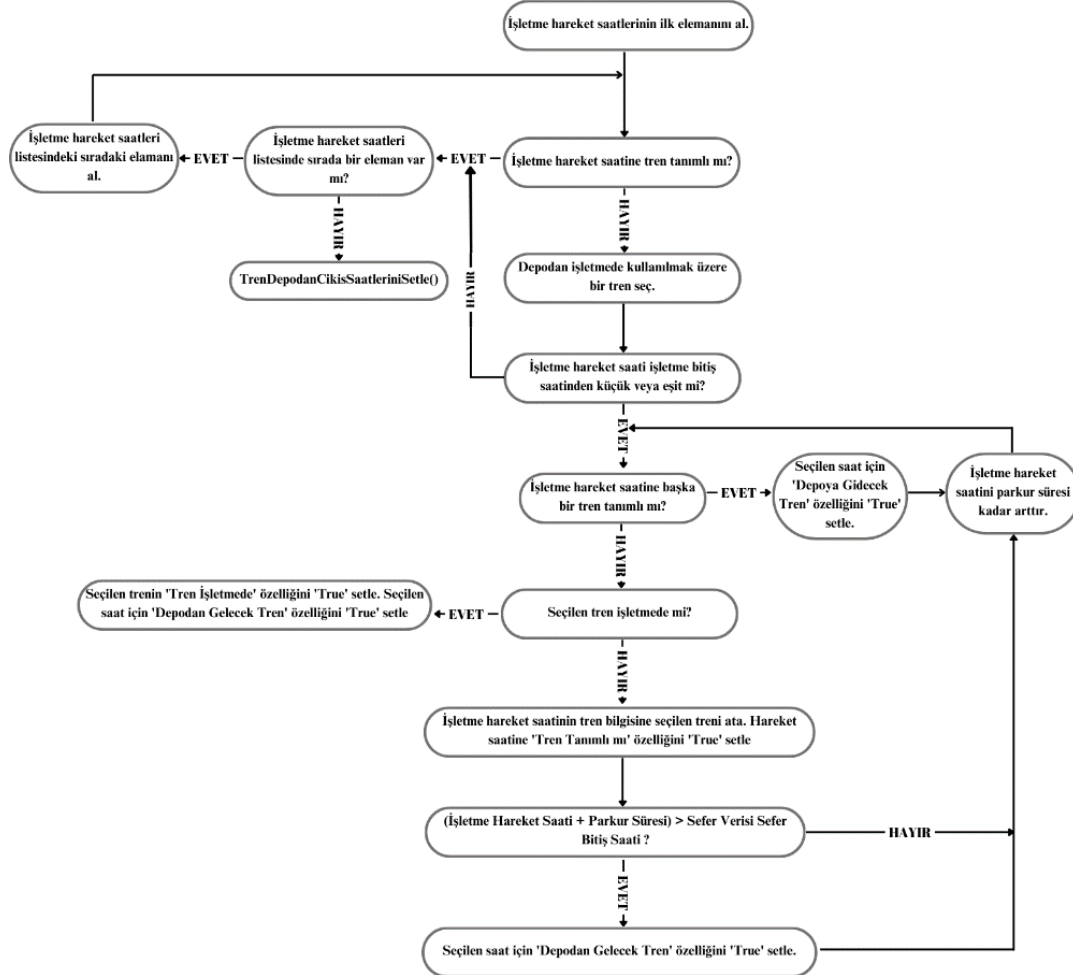 İşletme hareket saatlerinin ilk elemanını al.
İşletme hareket saatleri
listesindeki sıradaki elamanı
al.
EVET
İşletme hareket saatleri
listesinde sırada bir eleman var
mı?
EVET
İşletme hareket saatine tren tanımlı mı?
HAYIR
HAYIR
TrenDepodanCikisSaatleriniSetle()
HAYIR
Depodan işletmede kullanılmak üzere
bir tren seç.
İşletme hareket saati işletme bitiş
saatinden küçük veya eşit mi?
EVET
İşletme hareket saatine başka
bir tren tanımlı mı?
EVET
Seçilen saat için
'Depoya Gidecek
Tren' özelliğini 'True'
setle.
İşletme hareket
saatini parkur süresi
kadar arttır.
HAYIR
Seçilen trenin 'Tren İşletmede' özelliğini 'True' setle. Seçilen
saat için 'Depodan Gelecek Tren' özelliğini 'True' setle
EVET
Seçilen tren işletmede mi?
HAYIR
İşletme hareket saatinin tren bilgisine seçilen treni ata. Hareket
saatine 'Tren Tanımlı mı' özelliğini 'True' setle
(İşletme Hareket Saati + Parkur Süresi) > Sefer Verisi Sefer
Bitiş Saati ?
HAYIR
EVET
Seçilen saat için 'Depodan Gelecek Tren' özelliğini 'True' setle.